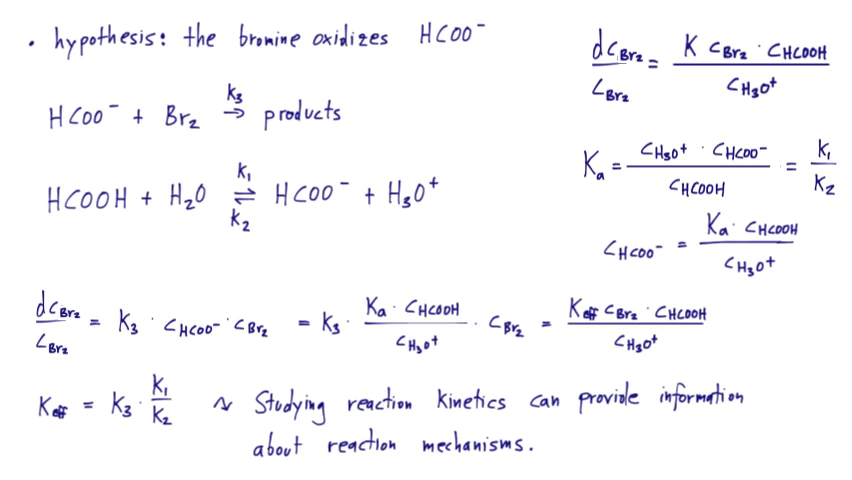 • hypothesis: the bromine oxidizes HCOO⁻
dc_Br₂ / c_Br₂ = K c_Br₂ · c_HCOOH / c_H₃O⁺
HCOO⁻ + Br₂ →(k₃) products
K_a = c_H₃O⁺ · c_HCOO⁻ / c_HCOOH = k₁ / k₂
HCOOH + H₂O ⇌(k₁, k₂) HCOO⁻ + H₃O⁺
c_HCOO⁻ = K_a · c_HCOOH / c_H₃O⁺
dc_Br₂ / c_Br₂ = k₃ · c_HCOO⁻ · c_Br₂ = k₃ · K_a · c_HCOOH / c_H₃O⁺ · c_Br₂ = K_eff c_Br₂ · c_HCOOH / c_H₃O⁺
K_eff = k₃ · k₁ / k₂ ~ Studying reaction kinetics can provide information
about reaction mechanisms.